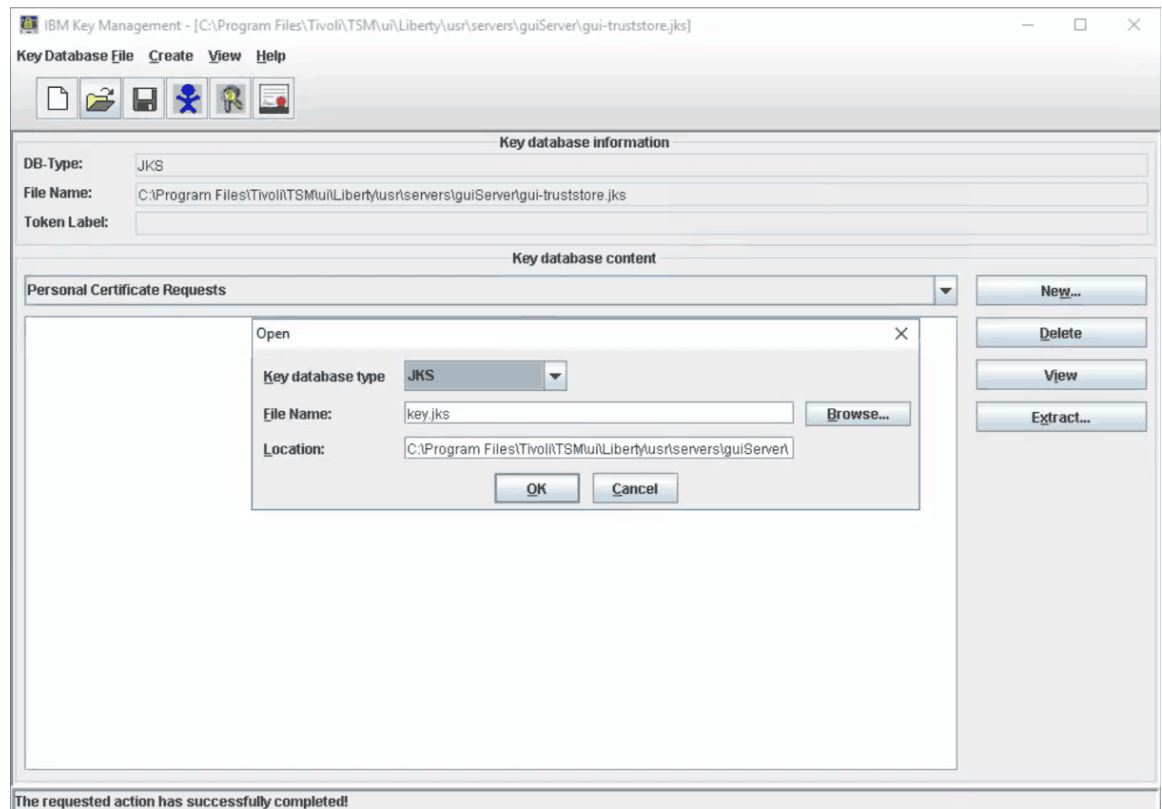 IBM Key Management - [C:\Program Files\Tivoli\TSM\ui\Liberty\usr\servers\guiServer\gui-truststore.jks]
Key Database File Create View Help
Key database information
DB-Type: JKS
File Name: C:\Program Files\Tivoli\TSM\ui\Liberty\usr\servers\guiServer\gui-truststore.jks
Token Label:
Key database content
Personal Certificate Requests
New...
Open
Delete
Key database type JKS
View
File Name: key.jks Browse...
Extract...
Location: C:\Program Files\Tivoli\TSM\ui\Liberty\usr\servers\guiServer\
OK Cancel
The requested action has successfully completed!